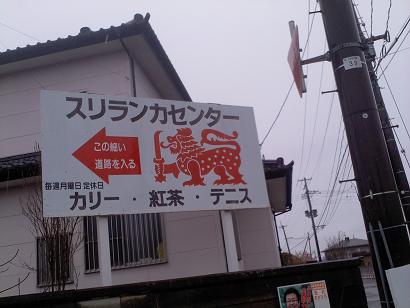 スリランカセンター
この細い
道路を入る
毎週月曜日 定休日
カリー ・ 紅茶 ・ テニス